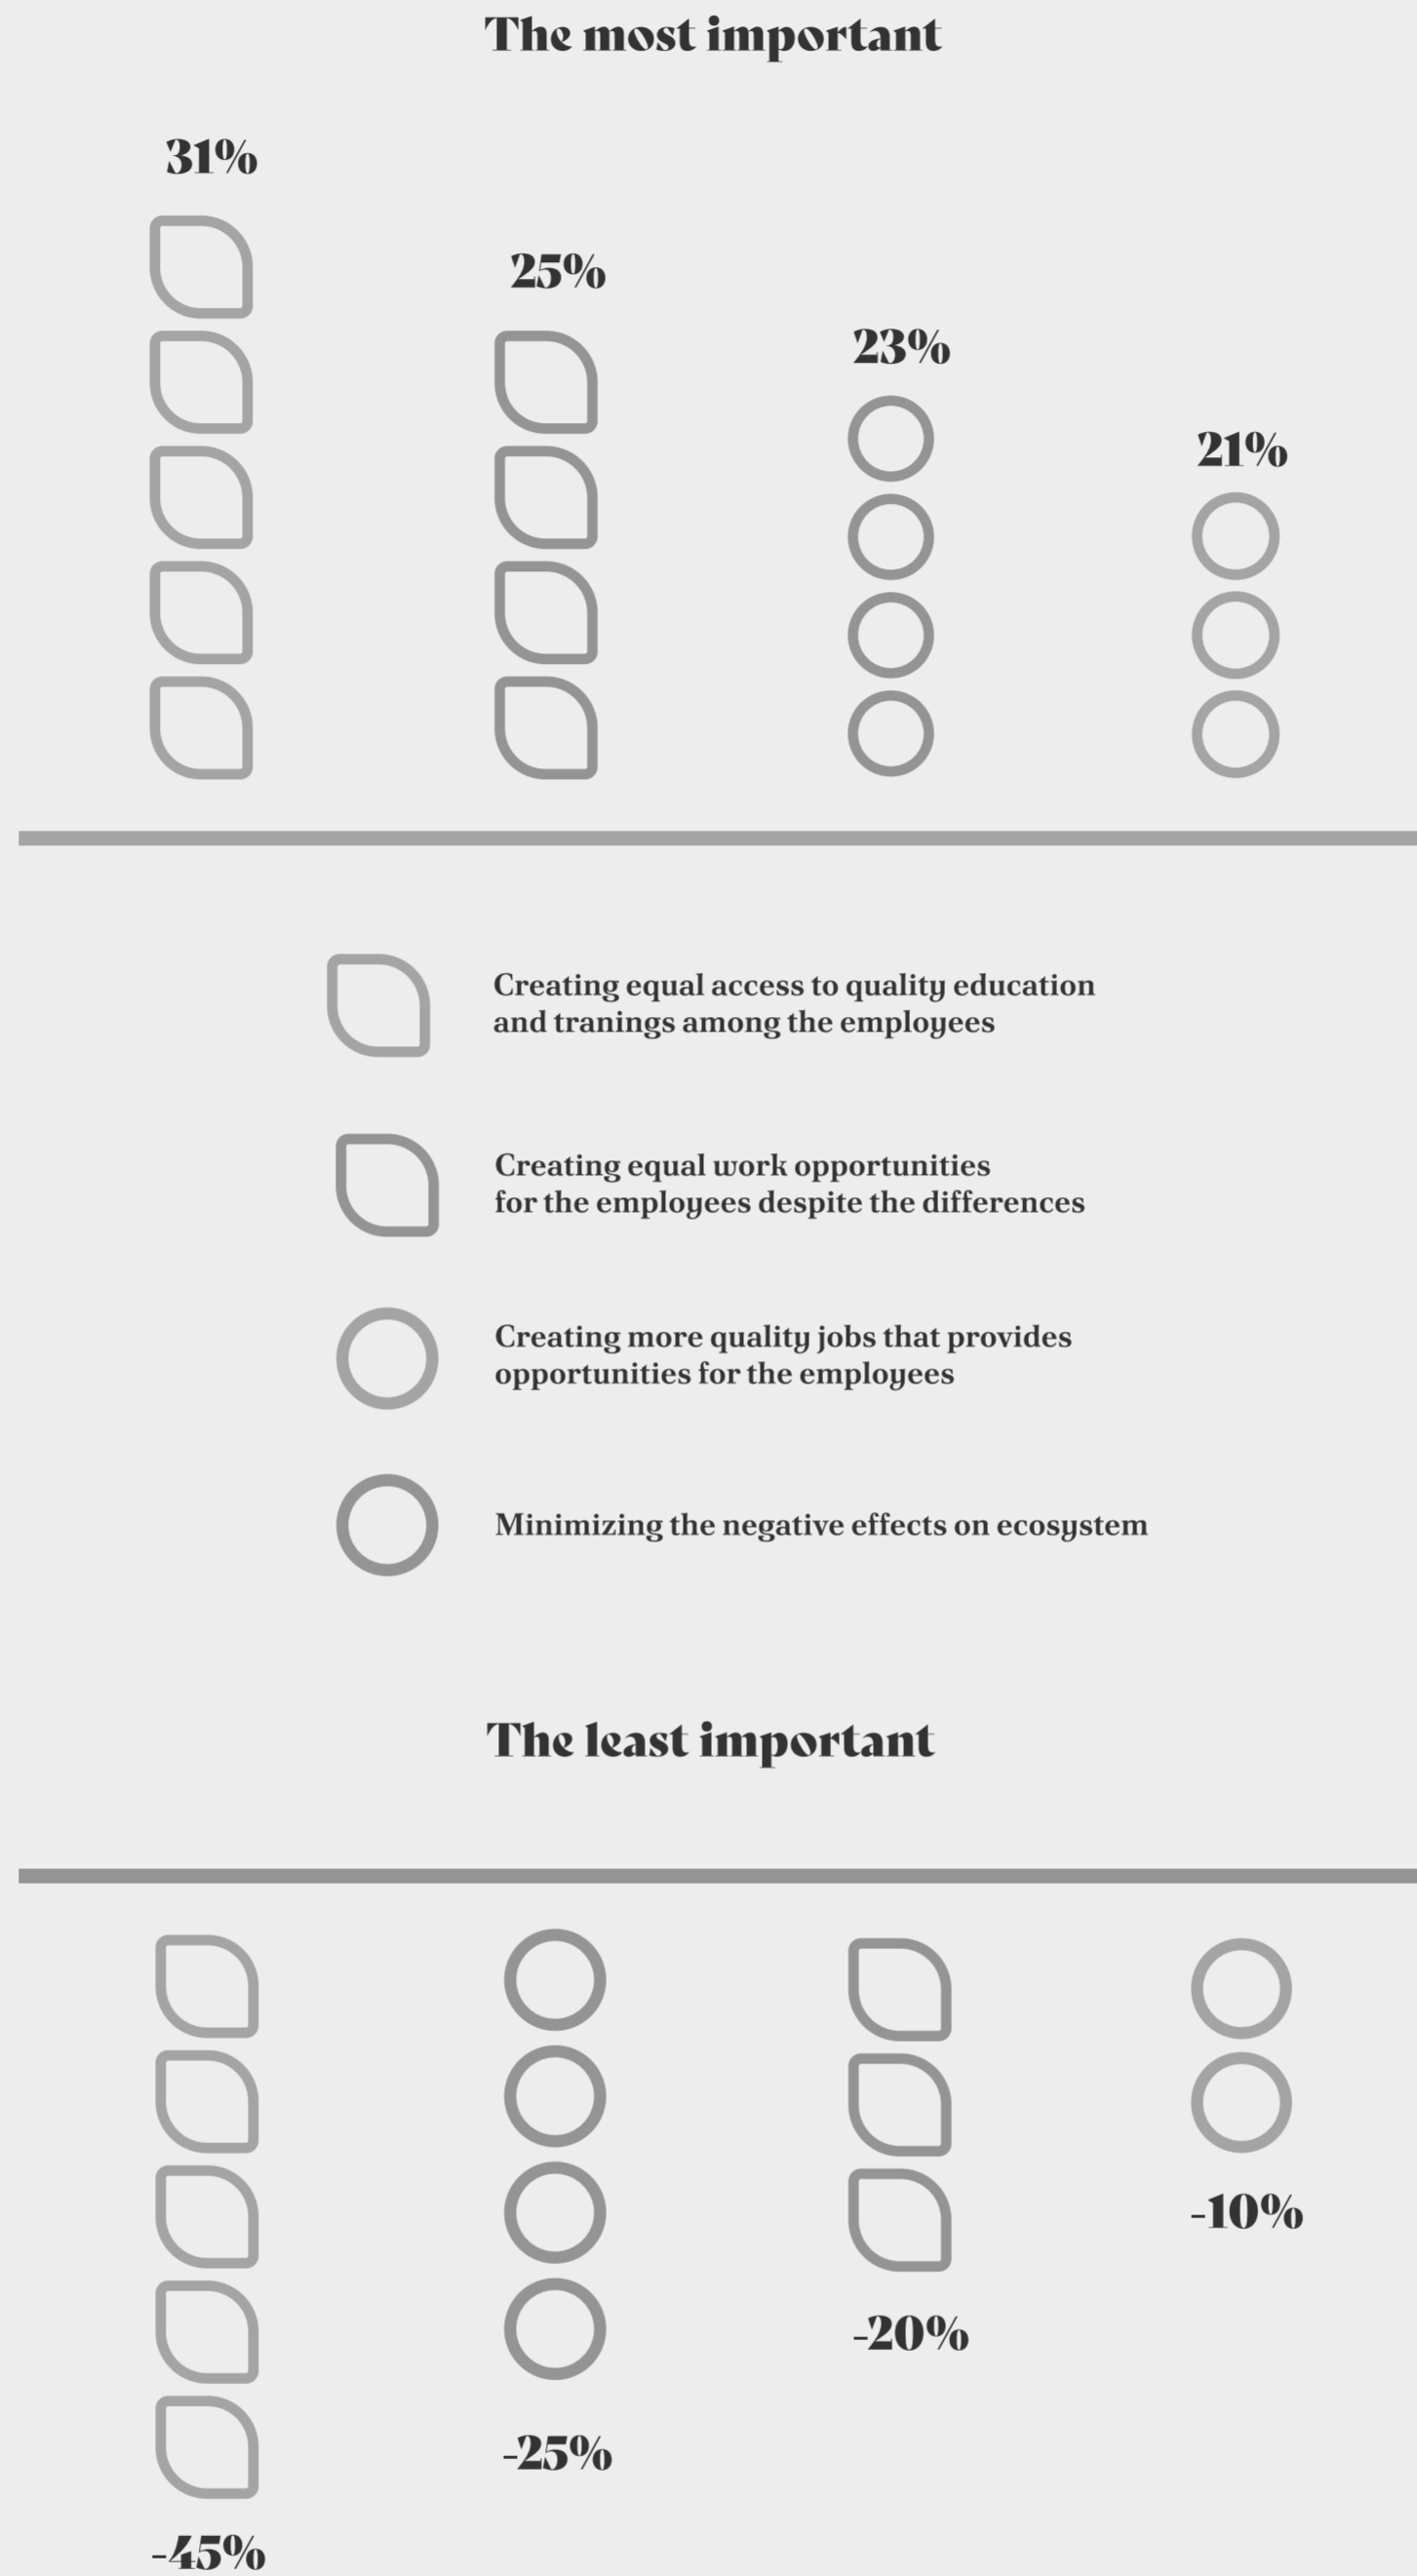 The most important
31%
25%
23%
21%
Creating equal access to quality education
and tranings among the employees
Creating equal work opportunities
for the employees despite the differences
Creating more quality jobs that provides
opportunities for the employees
Minimizing the negative effects on ecosystem
The least important
-10%
-20%
-25%
-45%